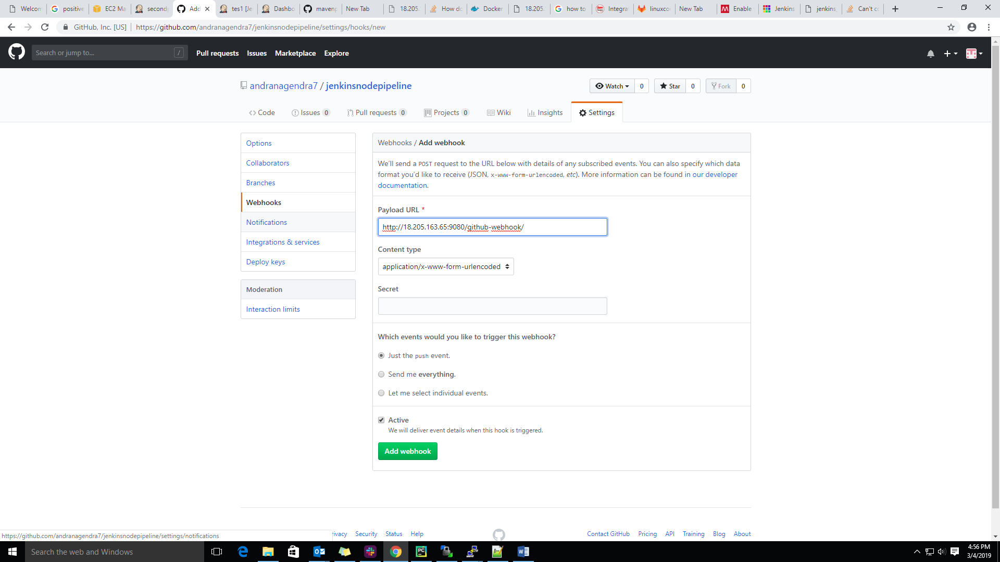 Welcom
positive
EC2 Ma
second
Add
tes1 [Je
Dashbo
mavenp
New Tab
18.205.
How do
Docker
18.205.
how to
Integra
linuxco
New Tab
Enable
Jenkins
jenkins_
Can't co
GitHub, Inc. [US] | https://github.com/andranagendra7/jenkinsnodepipeline/settings/hooks/new
Search or jump to... /
Pull requests Issues Marketplace Explore
andranagendra7 / jenkinsnodepipeline
Watch 0 Star 0 Fork 0
Code Issues 0 Pull requests 0 Projects 0 Wiki Insights Settings
Options
Collaborators
Branches
Webhooks
Notifications
Integrations & services
Deploy keys
Moderation
Interaction limits
Webhooks / Add webhook
We'll send a POST request to the URL below with details of any subscribed events. You can also specify which data
format you'd like to receive (JSON, x-www-form-urlencoded, etc). More information can be found in our developer
documentation.
Payload URL *
http://18.205.163.65:9080/github-webhook/
Content type
application/x-www-form-urlencoded
Secret
Which events would you like to trigger this webhook?
Just the push event.
Send me everything.
Let me select individual events.
Active
We will deliver event details when this hook is triggered.
Add webhook
https://github.com/andranagendra7/jenkinsnodepipeline/settings/notifications
rivacy Security Status Help
Contact GitHub Pricing API Training Blog About
Search the web and Windows
4:56 PM
3/4/2019